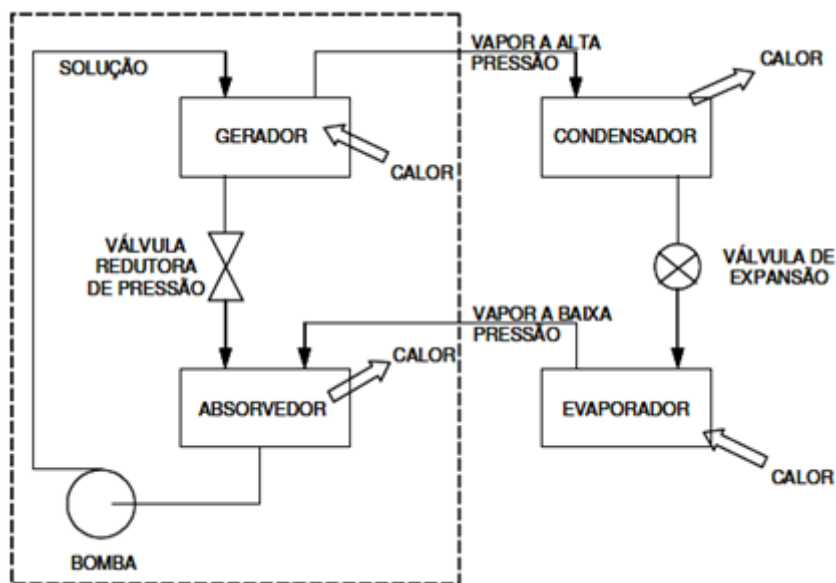 VAPOR A ALTA
PRESSÃO
SOLUÇÃO
CALOR
GERADOR
CONDENSADOR
CALOR
VÁLVULA
REDUTORA
DE PRESSÃO
VÁLVULA DE
EXPANSÃO
VAPOR A BAIXA
PRESSÃO
CALOR
ABSORVEDOR
EVAPORADOR
CALOR
BOMBA